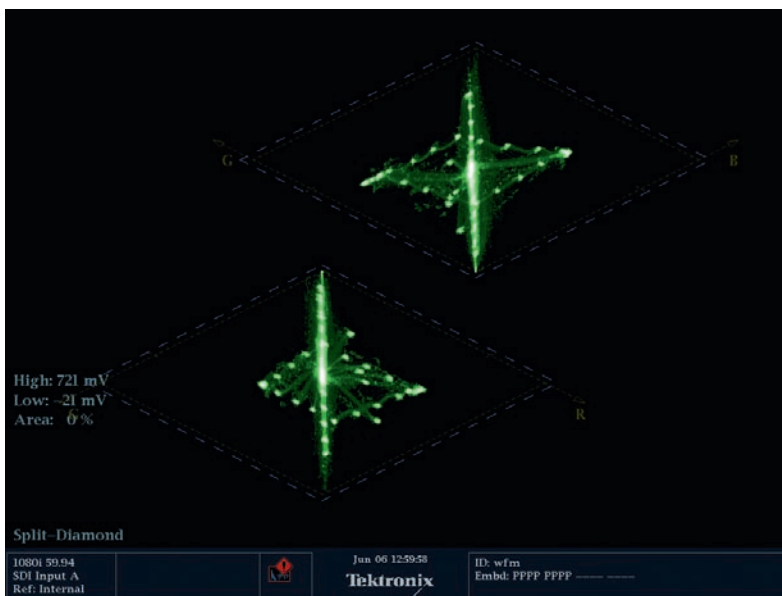 G
B
High: 721 mV
Low: -21 mV
Area: 0 %
R
Split-Diamond
1080i 59.94
SDI Input A
Ref: Internal
Jun 06 12:59:58
Tektronix
ID: wfm
Embd: PPPP PPPP ---- ----